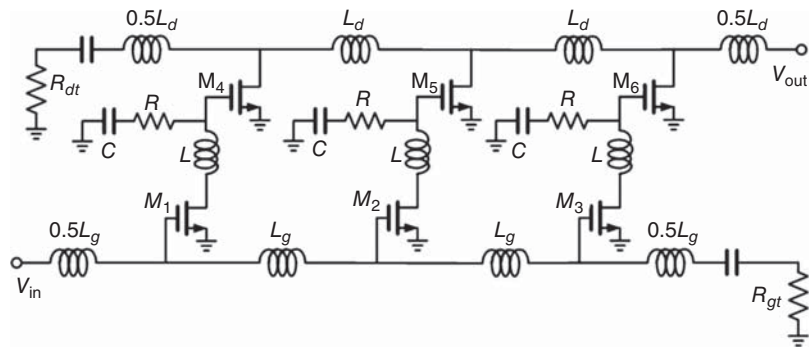 0.5L_d L_d L_d 0.5L_d
R_dt M_4 M_5 M_6 V_out
R R R
C L C L C L
M_1 M_2 M_3
0.5L_g L_g L_g 0.5L_g
V_in R_gt